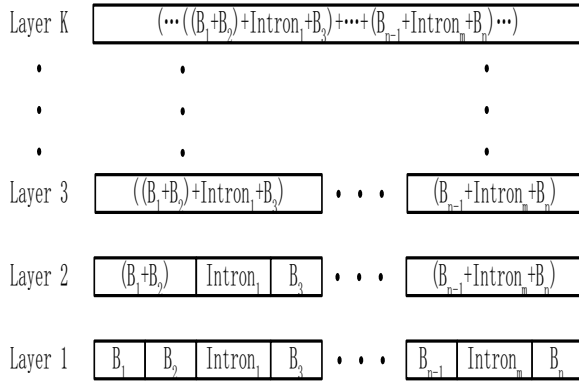 Layer K (⋯((B₁+B₂)+Intron₁+B₃)+⋯+(Bₙ₋₁+Intronₘ+Bₙ)⋯)
Layer 3 ((B₁+B₂)+Intron₁+B₃) • • • (Bₙ₋₁+Intronₘ+Bₙ)
Layer 2 (B₁+B₂) Intron₁ B₃ • • • (Bₙ₋₁+Intronₘ+Bₙ)
Layer 1 B₁ B₂ Intron₁ B₃ • • • Bₙ₋₁ Intronₘ Bₙ